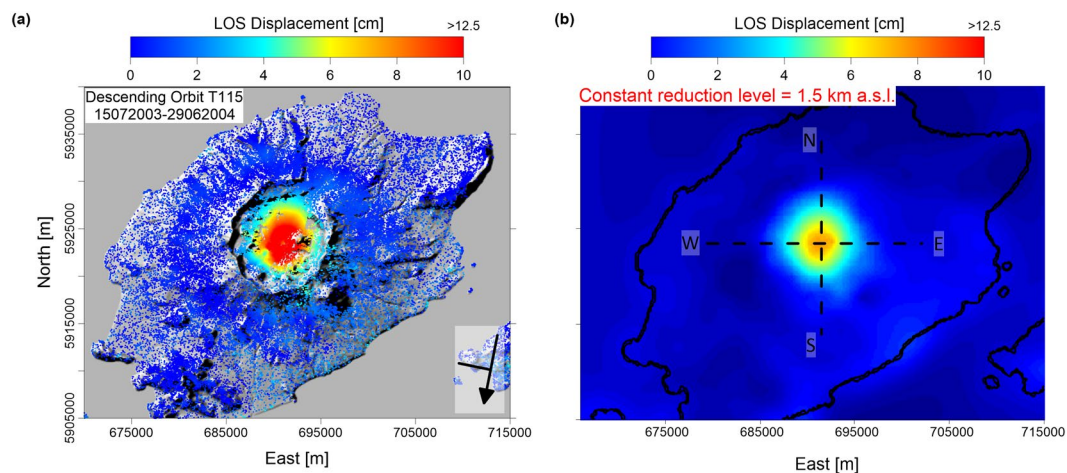 (a)
LOS Displacement [cm]
>12.5
0 2 4 6 8 10
Descending Orbit T115
15072003-29062004
North [m]
5935000
5925000
5915000
5905000
675000 685000 695000 705000 715000
East [m]
(b)
LOS Displacement [cm]
>12.5
0 2 4 6 8 10
Constant reduction level = 1.5 km a.s.l.
N
W
E
S
675000 685000 695000 705000 715000
East [m]